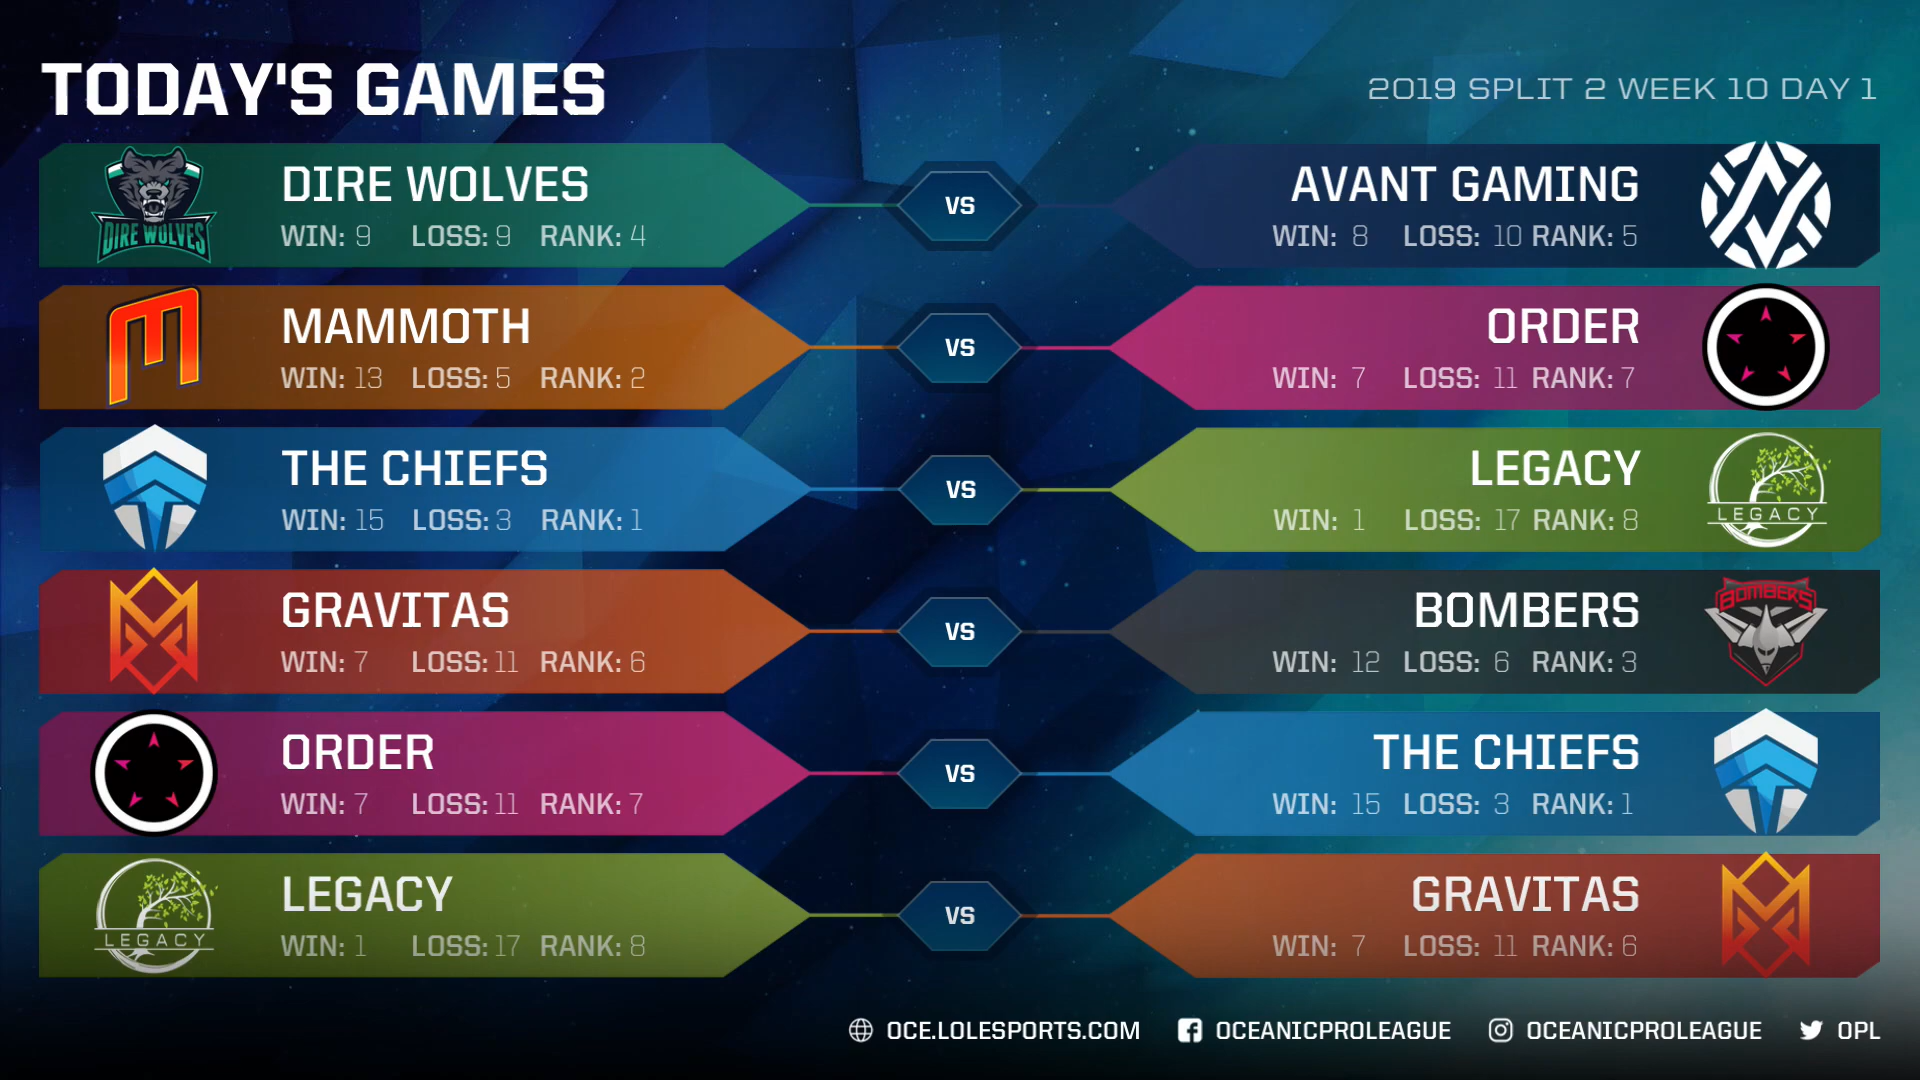 TODAY'S GAMES
2019 SPLIT 2 WEEK 10 DAY 1
DIRE WOLVES
DIRE WOLVES
WIN: 9 LOSS: 9 RANK: 4
VS
AVANT GAMING
WIN: 8 LOSS: 10 RANK: 5
MAMMOTH
WIN: 13 LOSS: 5 RANK: 2
VS
ORDER
WIN: 7 LOSS: 11 RANK: 7
THE CHIEFS
WIN: 15 LOSS: 3 RANK: 1
VS
LEGACY
WIN: 1 LOSS: 17 RANK: 8
LEGACY
GRAVITAS
WIN: 7 LOSS: 11 RANK: 6
VS
BOMBERS
WIN: 12 LOSS: 6 RANK: 3
BOMBERS
ORDER
WIN: 7 LOSS: 11 RANK: 7
VS
THE CHIEFS
WIN: 15 LOSS: 3 RANK: 1
LEGACY
LEGACY
WIN: 1 LOSS: 17 RANK: 8
VS
GRAVITAS
WIN: 7 LOSS: 11 RANK: 6
OCE.LOLESPORTS.COM OCEANICPROLEAGUE OCEANICPROLEAGUE OPL